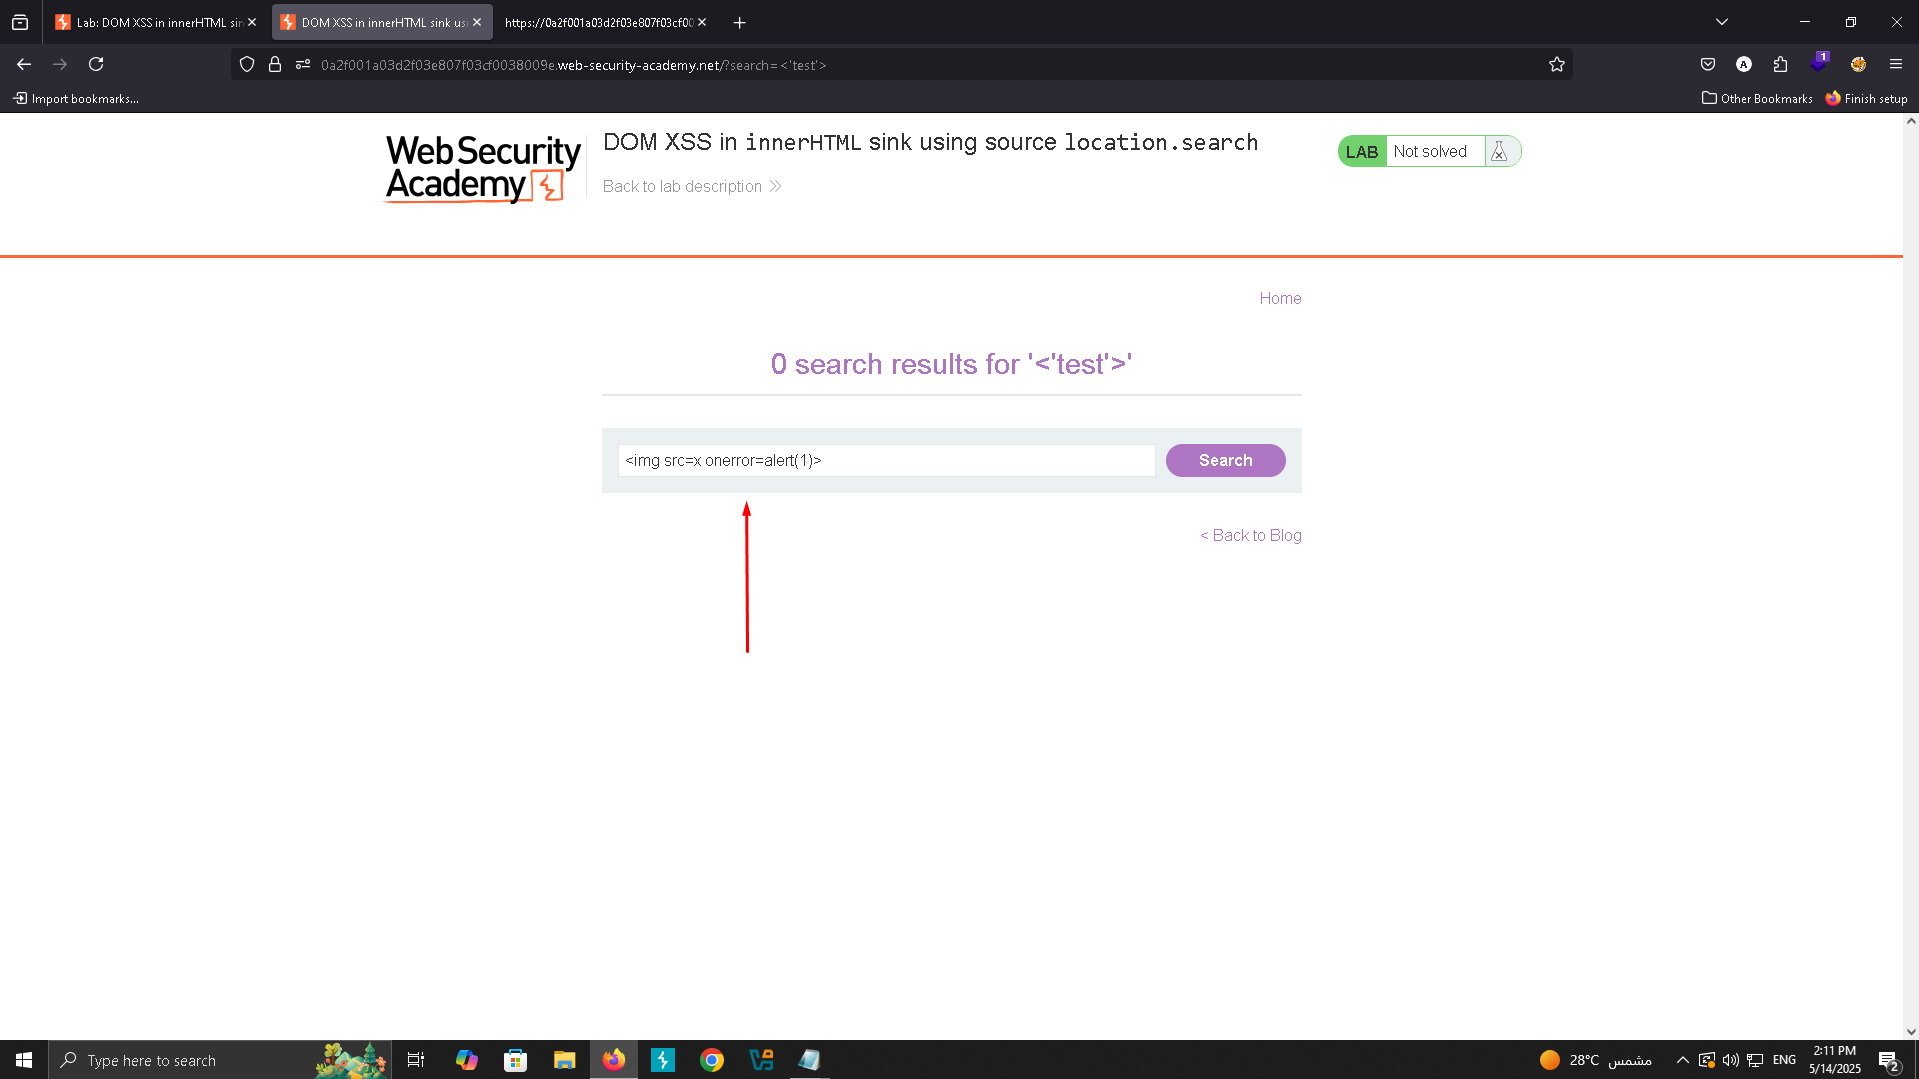 Lab: DOM XSS in innerHTML sin
DOM XSS in innerHTML sink usi
https://0a2f001a03d2f03e807f03cf00
0a2f001a03d2f03e807f03cf0038009e.web-security-academy.net/?search=<'test'>
A
1
Import bookmarks...
Other Bookmarks
Finish setup
WebSecurity
Academy
DOM XSS in innerHTML sink using source location.search
Back to lab description
LAB
Not solved
Home
0 search results for '<'test'>'
<img src=x onerror=alert(1)>
Search
< Back to Blog
Type here to search
28°C مشمس
ENG
2:11 PM
5/14/2025
2